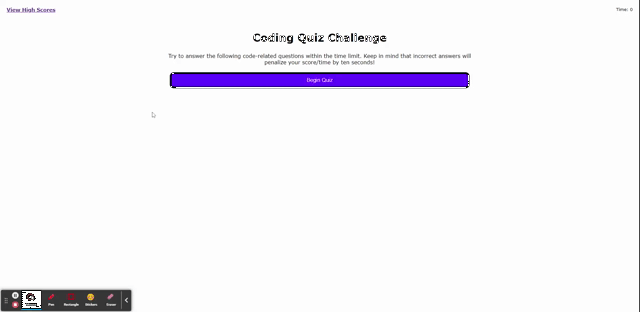 View High Scores
Time: 0
Coding Quiz Challenge
Try to answer the following code-related questions within the time limit. Keep in mind that incorrect answers will
penalize your score/time by ten seconds!
Begin Quiz
Pen
Rectangle
Stickers
Eraser